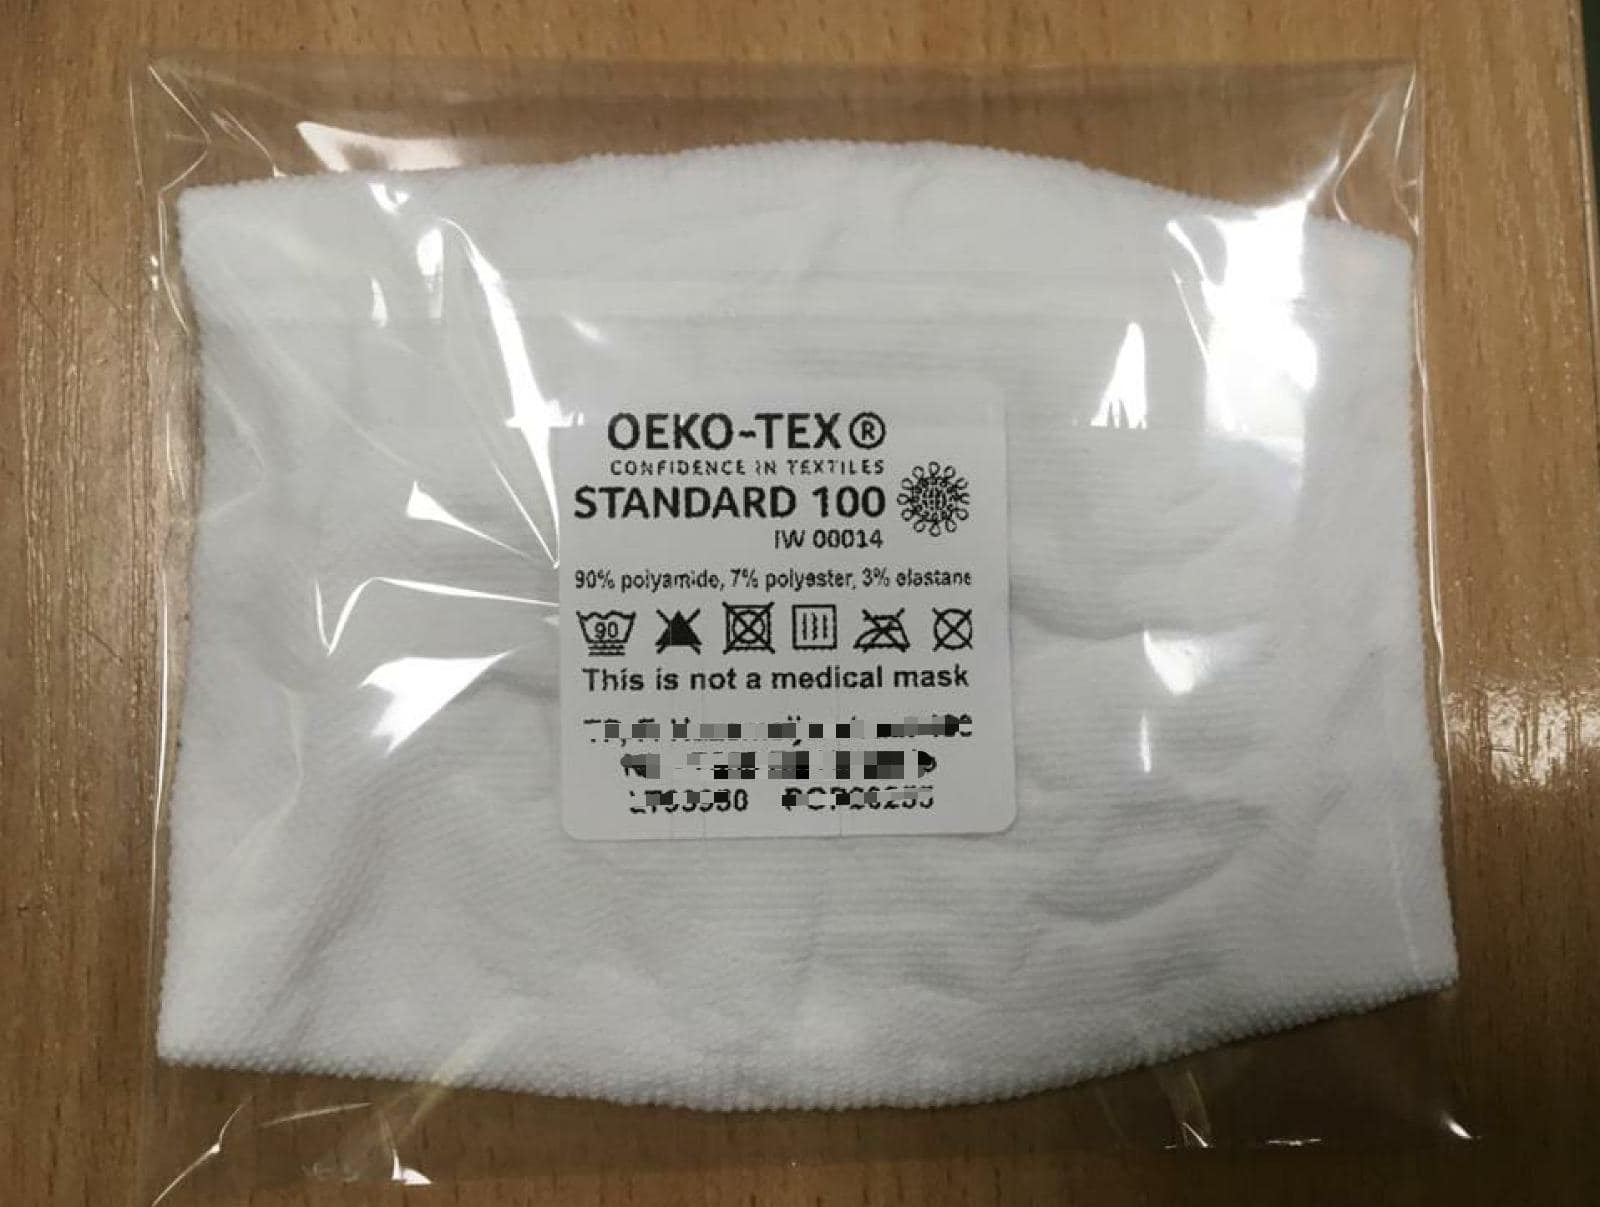 OEKO-TEX®
CONFIDENCE IN TEXTILES
STANDARD 100
IW 00014
90% polyamide, 7% polyester, 3% elastane
90
This is not a medical mask